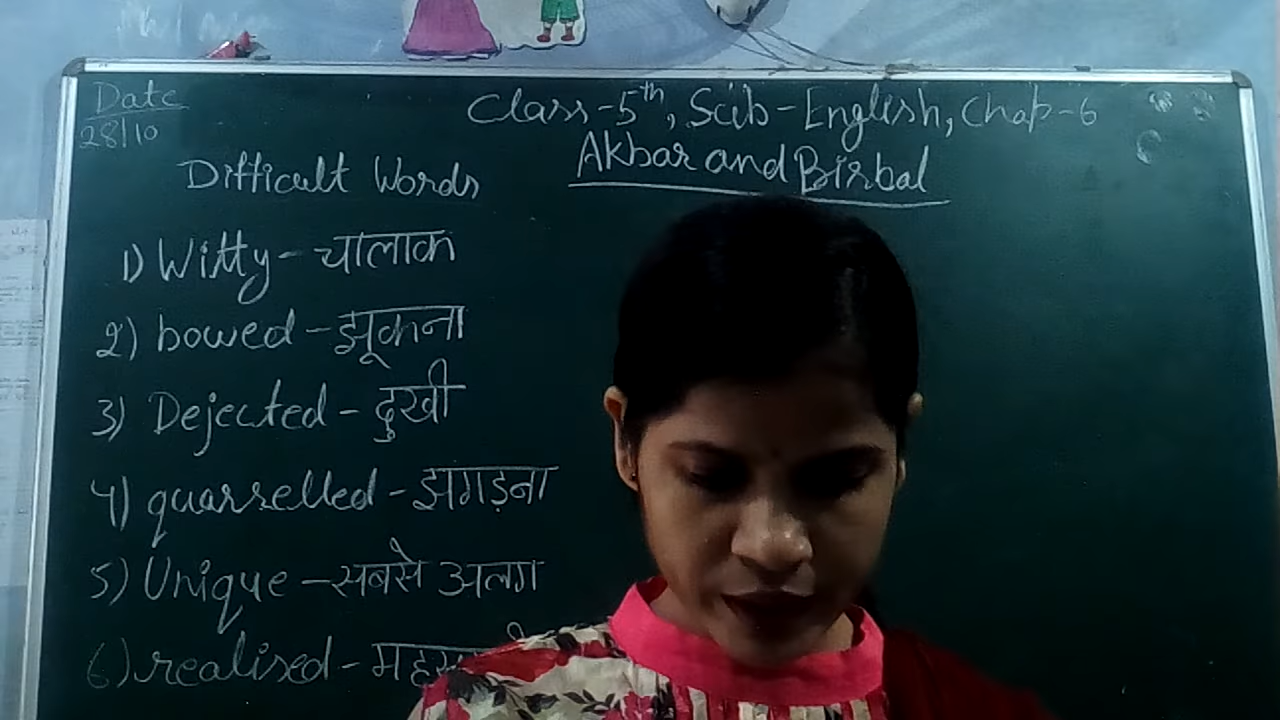 Date
28/10
Class-5th, Sub-English, Chap-6
Akbar and Birbal
Difficult Words
1) Witty - चालाक
2) bowed - झूकना
3) Dejected - दुखी
4) quarrelled - झगड़ना
5) Unique - सबसे अलग
6) realised -